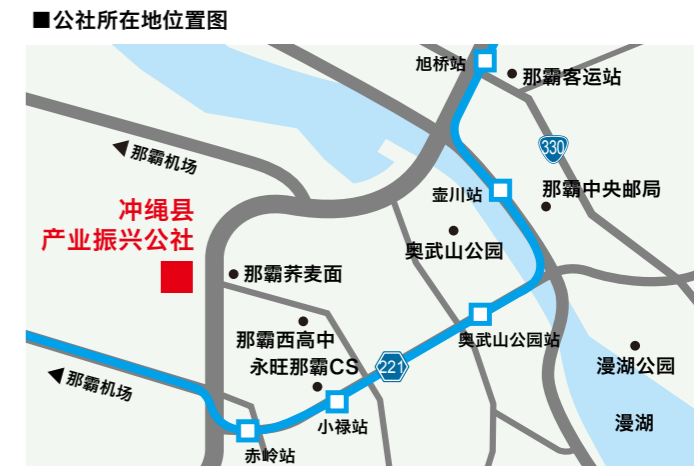 ■公社所在地位置图
旭桥站
那霸客运站
330
那霸机场
壶川站
那霸中央邮局
冲绳县
产业振兴公社
奥武山公园
那霸荞麦面
那霸西高中
奥武山公园站
永旺那霸CS
221
漫湖公园
那霸机场
小禄站
漫湖
赤岭站